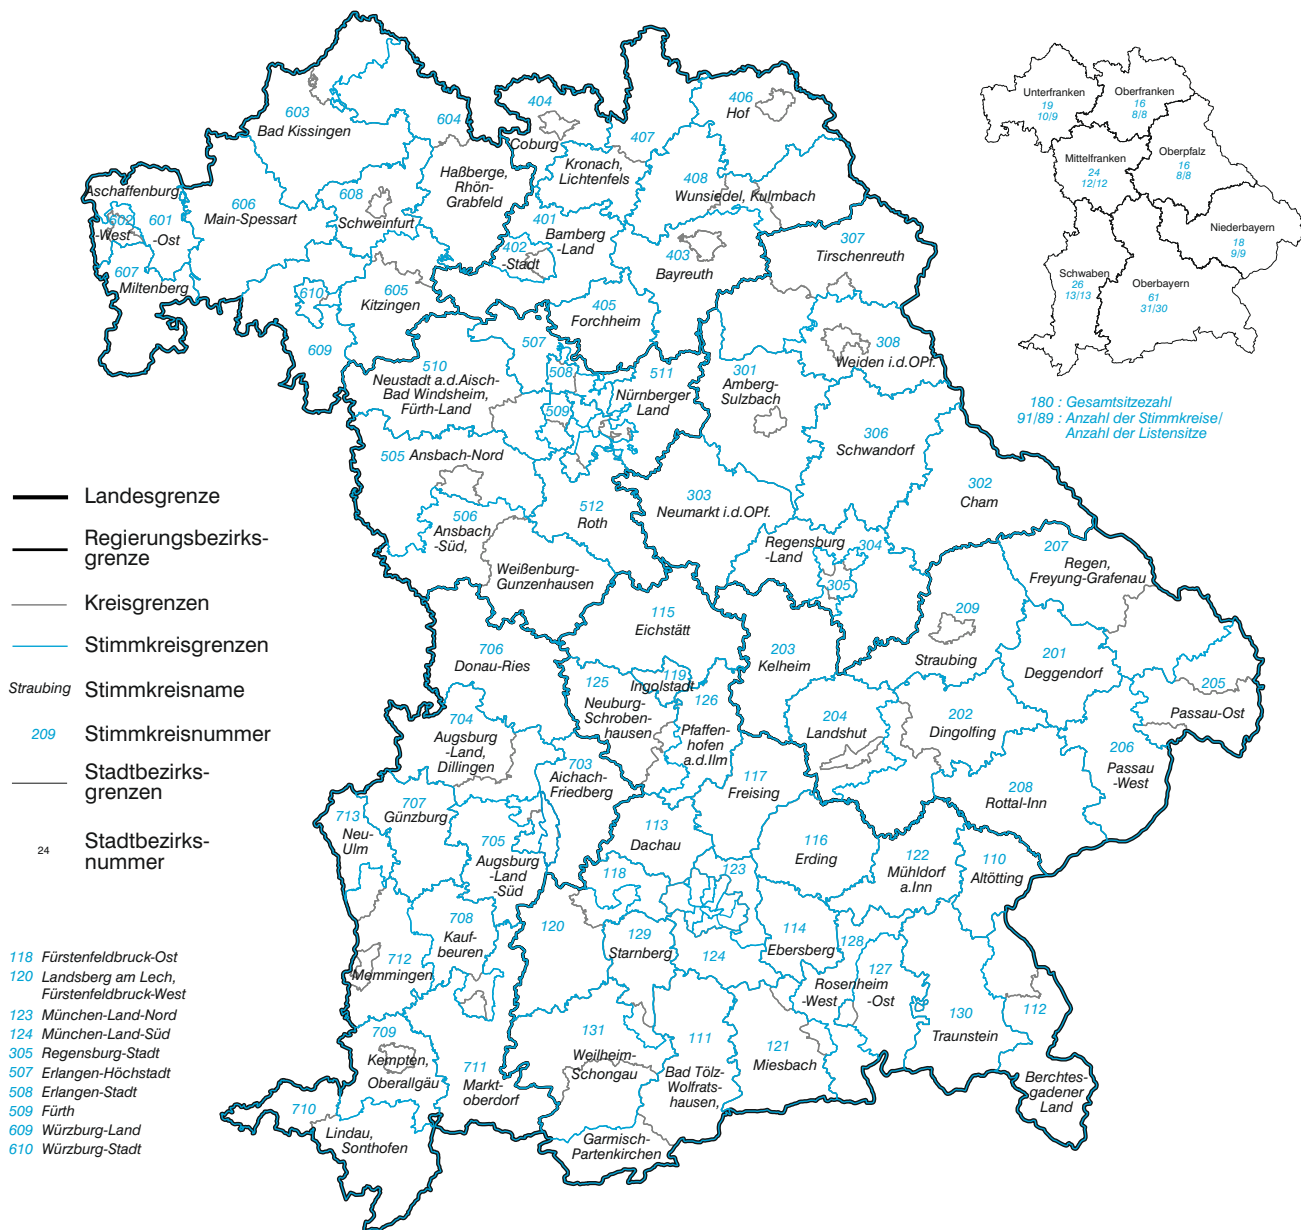 603
Bad Kissingen
604
404
Coburg
406
Hof
407
Kronach,
Lichtenfels
408
Wunsiedel, Kulmbach
Haßberge,
Rhön-
Grabfeld
Aschaffenburg
602
-West
601
-Ost
606
Main-Spessart
608
Schweinfurt
401
Bamberg
-Land
402
-Stadt
403
Bayreuth
307
Tirschenreuth
607
Miltenberg
610
605
Kitzingen
405
Forchheim
609
507
508
509
510
Neustadt a.d.Aisch-
Bad Windsheim,
Fürth-Land
511
Nürnberger
Land
301
Amberg-
Sulzbach
308
Weiden i.d.OPf.
306
Schwandorf
505 Ansbach-Nord
506
Ansbach
-Süd,
Weißenburg-
Gunzenhausen
512
Roth
303
Neumarkt i.d.OPf.
302
Cham
Regensburg
-Land
304
305
207
Regen,
Freyung-Grafenau
209
Straubing
201
Deggendorf
205
Passau-Ost
206
Passau
-West
115
Eichstätt
203
Kelheim
706
Donau-Ries
125
Neuburg-
Schroben-
hausen
119
Ingolstadt
126
Pfaffen-
hofen
a.d.Ilm
204
Landshut
202
Dingolfing
208
Rottal-Inn
704
Augsburg
-Land,
Dillingen
703
Aichach-
Friedberg
117
Freising
713
Neu-
Ulm
707
Günzburg
705
Augsburg
-Land
-Süd
113
Dachau
116
Erding
122
Mühldorf
a.Inn
110
Altötting
118
123
120
708
Kauf-
beuren
712
Memmingen
129
Starnberg
124
114
Ebersberg
128
Rosenheim
-West
127
-Ost
130
Traunstein
112
Berchtes-
gadener
Land
709
Kempten,
Oberallgäu
711
Markt-
oberdorf
131
Weilheim-
Schongau
111
Bad Tölz-
Wolfrats-
hausen,
121
Miesbach
710
Lindau,
Sonthofen
Garmisch-
Partenkirchen
Unterfranken
19
10/9
Oberfranken
16
8/8
Mittelfranken
24
12/12
Oberpfalz
16
8/8
Niederbayern
18
9/9
Schwaben
26
13/13
Oberbayern
61
31/30
180 : Gesamtsitzezahl
91/89 : Anzahl der Stimmkreise/
Anzahl der Listensitze
Landesgrenze
Regierungsbezirks-
grenze
Kreisgrenzen
Stimmkreisgrenzen
Straubing Stimmkreisname
209 Stimmkreisnummer
Stadtbezirks-
grenzen
24 Stadtbezirks-
nummer
118 Fürstenfeldbruck-Ost
120 Landsberg am Lech,
Fürstenfeldbruck-West
123 München-Land-Nord
124 München-Land-Süd
305 Regensburg-Stadt
507 Erlangen-Höchstadt
508 Erlangen-Stadt
509 Fürth
609 Würzburg-Land
610 Würzburg-Stadt